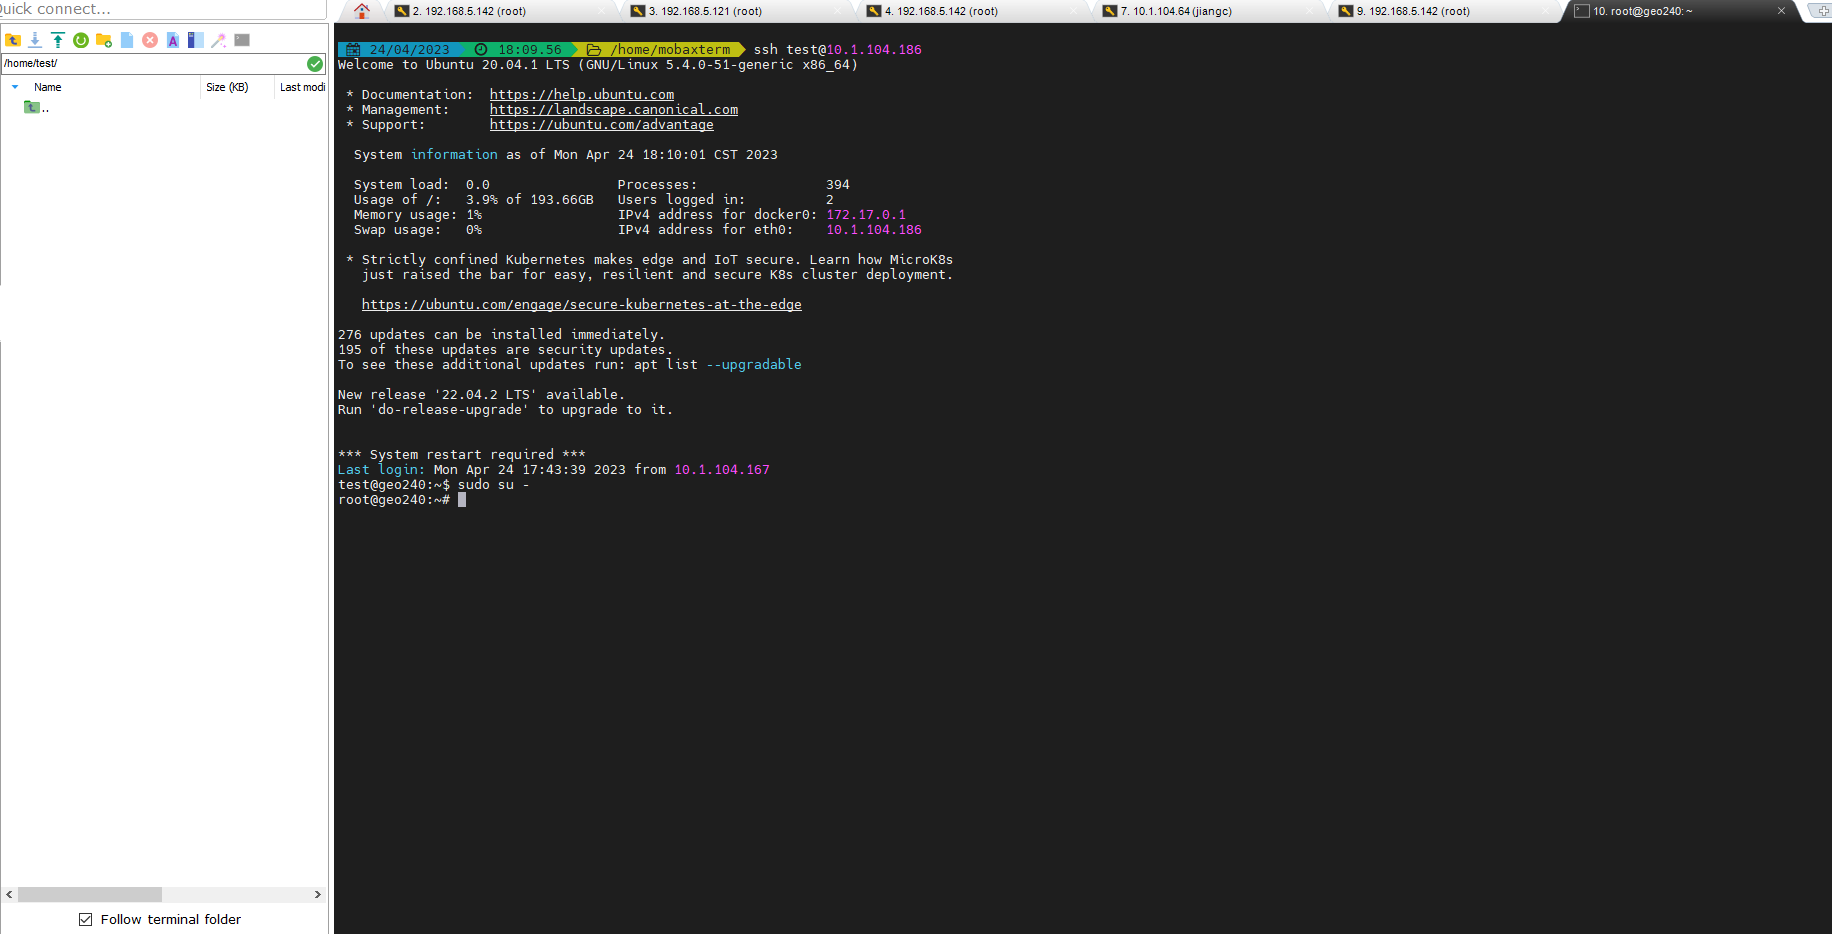 Quick connect...
2. 192.168.5.142 (root)
3. 192.168.5.121 (root)
4. 192.168.5.142 (root)
7. 10.1.104.64 (jiangc)
9. 192.168.5.142 (root)
10. root@geo240: ~
/home/test/
Name Size (KB) Last modi
..
24/04/2023 18:09.56 /home/mobaxterm ssh test@10.1.104.186
Welcome to Ubuntu 20.04.1 LTS (GNU/Linux 5.4.0-51-generic x86_64)
* Documentation: https://help.ubuntu.com
* Management: https://landscape.canonical.com
* Support: https://ubuntu.com/advantage
System information as of Mon Apr 24 18:10:01 CST 2023
System load: 0.0 Processes: 394
Usage of /: 3.9% of 193.66GB Users logged in: 2
Memory usage: 1% IPv4 address for docker0: 172.17.0.1
Swap usage: 0% IPv4 address for eth0: 10.1.104.186
* Strictly confined Kubernetes makes edge and IoT secure. Learn how MicroK8s
just raised the bar for easy, resilient and secure K8s cluster deployment.
https://ubuntu.com/engage/secure-kubernetes-at-the-edge
276 updates can be installed immediately.
195 of these updates are security updates.
To see these additional updates run: apt list --upgradable
New release '22.04.2 LTS' available.
Run 'do-release-upgrade' to upgrade to it.
*** System restart required ***
Last login: Mon Apr 24 17:43:39 2023 from 10.1.104.167
test@geo240:~$ sudo su -
root@geo240:~#
Follow terminal folder